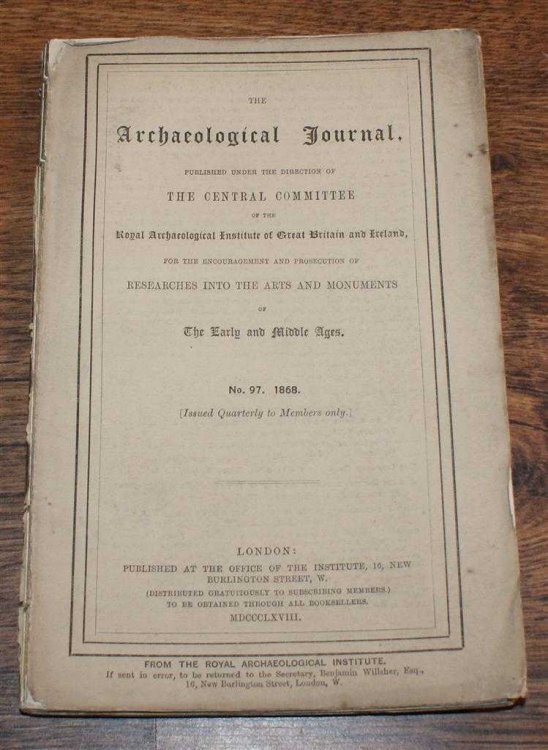 THE
Archaeological Journal.
PUBLISHED UNDER THE DIRECTION OF
THE CENTRAL COMMITTEE
OF THE
Royal Archaeological Institute of Great Britain and Ireland,
FOR THE ENCOURAGEMENT AND PROSECUTION OF
RESEARCHES INTO THE ARTS AND MONUMENTS
OF
The Early and Middle Ages.
No. 97. 1868.
[Issued Quarterly to Members only.]
LONDON:
PUBLISHED AT THE OFFICE OF THE INSTITUTE, 16, NEW
BURLINGTON STREET, W.
(DISTRIBUTED GRATUITOUSLY TO SUBSCRIBING MEMBERS.)
TO BE OBTAINED THROUGH ALL BOOKSELLERS.
MDCCCLXVIII.
FROM THE ROYAL ARCHAEOLOGICAL INSTITUTE.
If sent in error, to be returned to the Secretary, Benjamin Willsher, Esq.,
16, New Burlington Street, London, W.